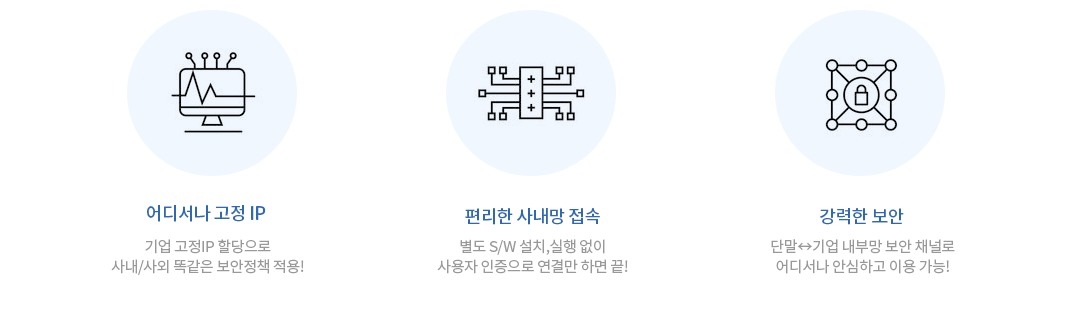 어디서나 고정 IP
기업 고정IP 할당으로
사내/사외 똑같은 보안정책 적용!
편리한 사내망 접속
별도 S/W 설치,실행 없이
사용자 인증으로 연결만 하면 끝!
강력한 보안
단말↔기업 내부망 보안 채널로
어디서나 안심하고 이용 가능!